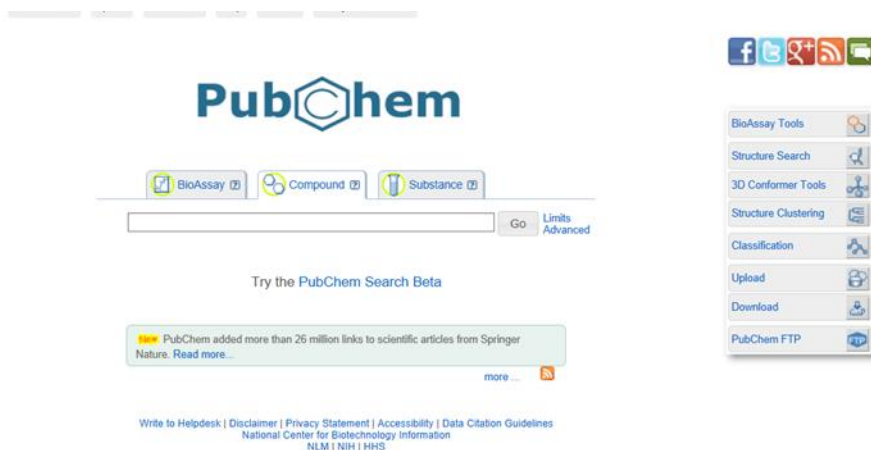 PubChem
BioAssay
Compound
Substance
Go
Limits
Advanced
Try the PubChem Search Beta
New PubChem added more than 26 million links to scientific articles from Springer
Nature. Read more...
more ...
Write to Helpdesk | Disclaimer | Privacy Statement | Accessibility | Data Citation Guidelines
National Center for Biotechnology Information
NLM | NIH | HHS
BioAssay Tools
Structure Search
3D Conformer Tools
Structure Clustering
Classification
Upload
Download
PubChem FTP
FTP